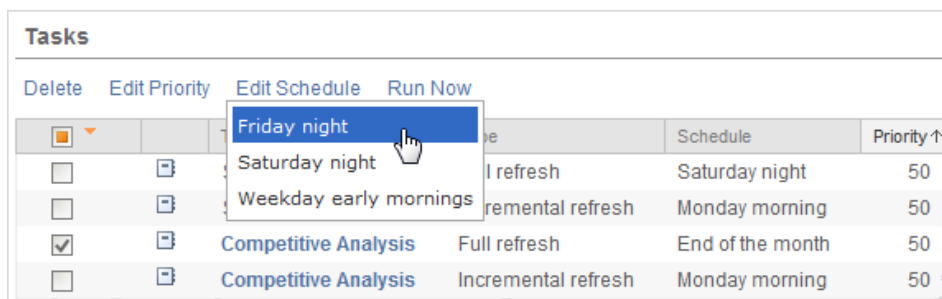 Tasks
Delete Edit Priority Edit Schedule Run Now
Friday night
Saturday night
Weekday early mornings
Schedule Priority
refresh Saturday night 50
refresh Monday morning 50
Competitive Analysis Full refresh End of the month 50
Competitive Analysis Incremental refresh Monday morning 50